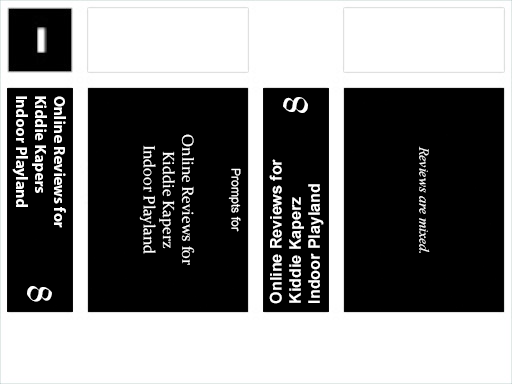 Online Reviews for
Kiddie Kapers
Indoor Playland
8
Prompts for
Online Reviews for
Kiddie Kaperz
Indoor Playland
Online Reviews for
Kiddie Kaperz
Indoor Playland
8
Reviews are mixed.